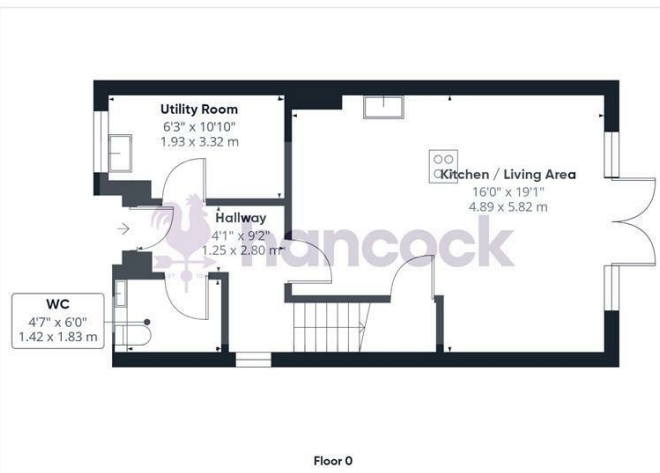 Utility Room
6'3" x 10'10"
1.93 x 3.32 m
Kitchen / Living Area
16'0" x 19'1"
4.89 x 5.82 m
Hallway
4'1" x 9'2"
1.25 x 2.80 m
hancock
WC
4'7" x 6'0"
1.42 x 1.83 m
Floor 0